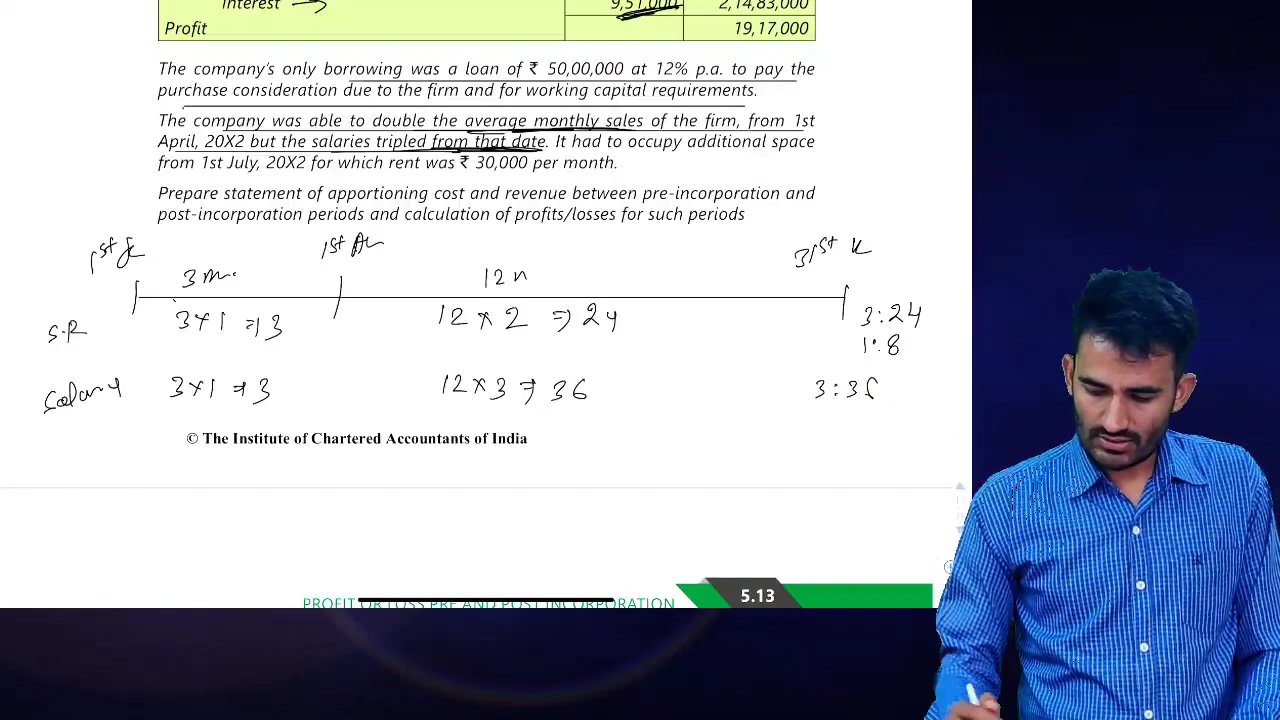 Interest 9,51,000 2,14,83,000
Profit 19,17,000
The company's only borrowing was a loan of ₹ 50,00,000 at 12% p.a. to pay the
purchase consideration due to the firm and for working capital requirements.
The company was able to double the average monthly sales of the firm, from 1st
April, 20X2 but the salaries tripled from that date. It had to occupy additional space
from 1st July, 20X2 for which rent was ₹ 30,000 per month.
Prepare statement of apportioning cost and revenue between pre-incorporation and
post-incorporation periods and calculation of profits/losses for such periods
1st 1st 31st
3 12
S.R 3×1 ⇒ 3 12 × 2 ⇒ 24 3:24
1:8
Salary 3×1 ⇒ 3 12×3 ⇒ 36 3:36
© The Institute of Chartered Accountants of India
PROFIT OR LOSS PRE AND POST INCORPORATION 5.13